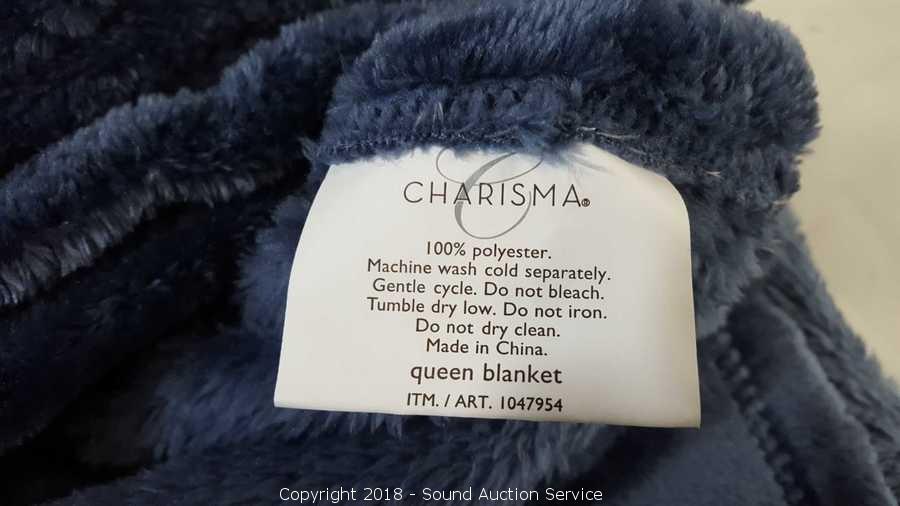 C
CHARISMA®
100% polyester.
Machine wash cold separately.
Gentle cycle. Do not bleach.
Tumble dry low. Do not iron.
Do not dry clean.
Made in China.
queen blanket
ITM. / ART. 1047954
Copyright 2018 - Sound Auction Service